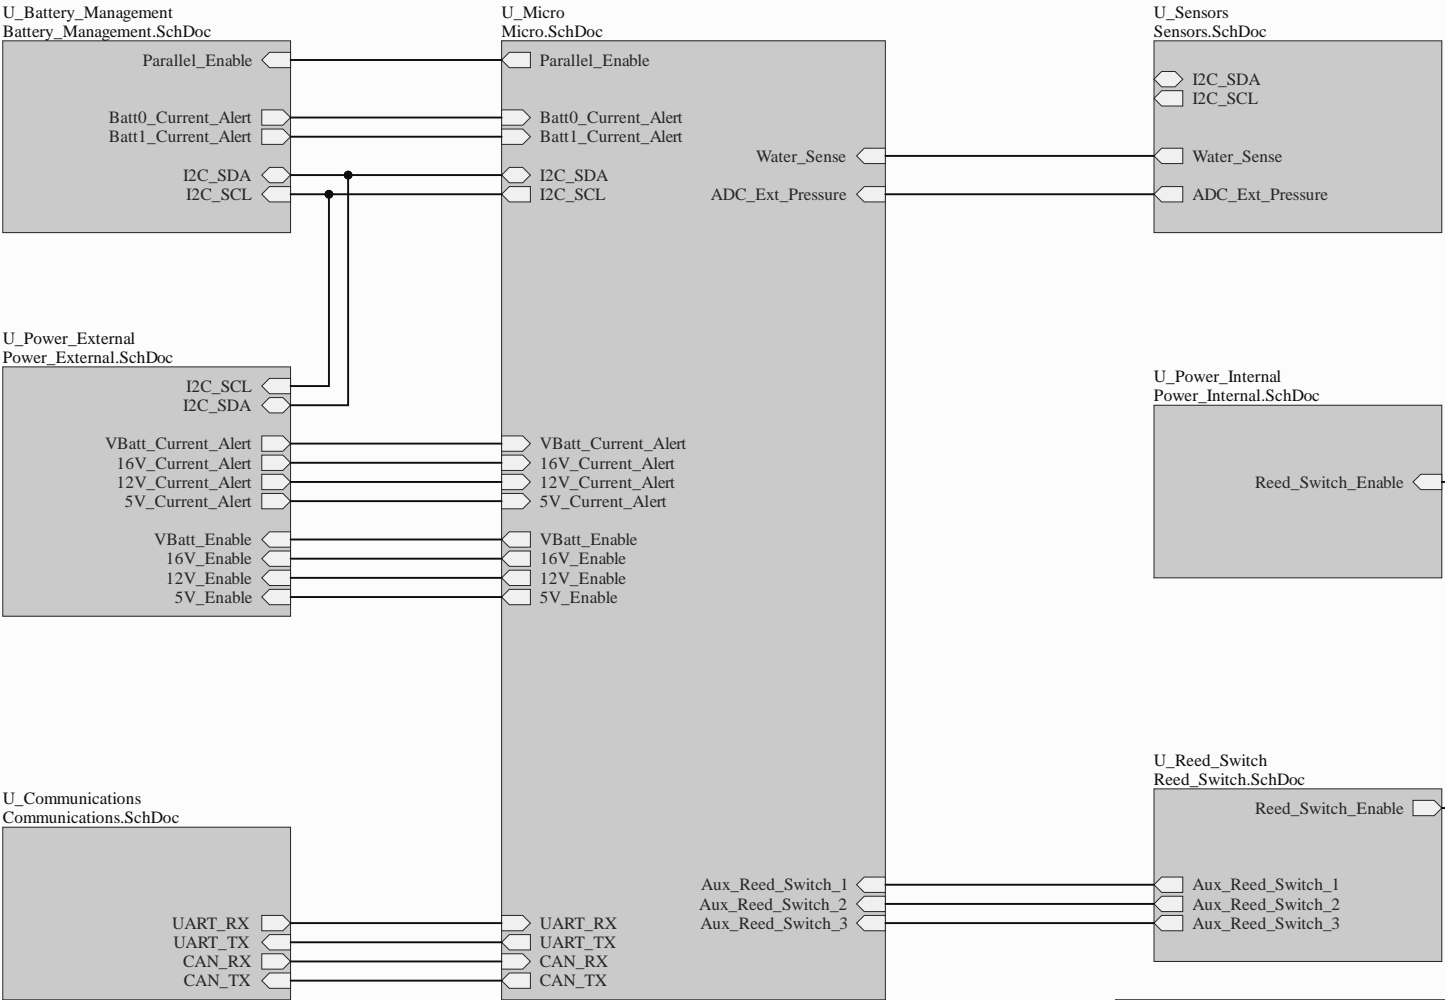 U_Battery_Management
Battery_Management.SchDoc
Parallel_Enable
Batt0_Current_Alert
Batt1_Current_Alert
I2C_SDA
I2C_SCL
U_Power_External
Power_External.SchDoc
I2C_SCL
I2C_SDA
VBatt_Current_Alert
16V_Current_Alert
12V_Current_Alert
5V_Current_Alert
VBatt_Enable
16V_Enable
12V_Enable
5V_Enable
U_Communications
Communications.SchDoc
UART_RX
UART_TX
CAN_RX
CAN_TX
U_Micro
Micro.SchDoc
Parallel_Enable
Batt0_Current_Alert
Batt1_Current_Alert
I2C_SDA
I2C_SCL
VBatt_Current_Alert
16V_Current_Alert
12V_Current_Alert
5V_Current_Alert
VBatt_Enable
16V_Enable
12V_Enable
5V_Enable
UART_RX
UART_TX
CAN_RX
CAN_TX
Water_Sense
ADC_Ext_Pressure
Aux_Reed_Switch_1
Aux_Reed_Switch_2
Aux_Reed_Switch_3
U_Sensors
Sensors.SchDoc
I2C_SDA
I2C_SCL
Water_Sense
ADC_Ext_Pressure
U_Power_Internal
Power_Internal.SchDoc
Reed_Switch_Enable
U_Reed_Switch
Reed_Switch.SchDoc
Reed_Switch_Enable
Aux_Reed_Switch_1
Aux_Reed_Switch_2
Aux_Reed_Switch_3